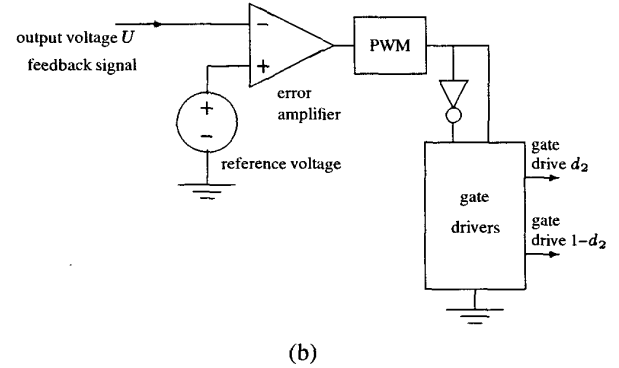 output voltage U
feedback signal
−
+
error
amplifier
PWM
+
−
reference voltage
gate
drivers
gate
drive d₂
gate
drive 1−d₂
(b)